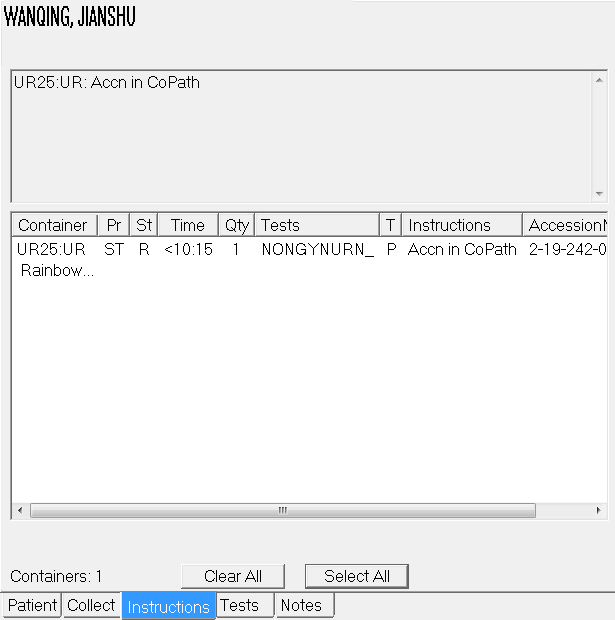 WANQING, JIANSHU
UR25:UR: Accn in CoPath
Container Pr St Time Qty Tests T Instructions AccessionN
UR25:UR ST R <10:15 1 NONGYNURN_ P Accn in CoPath 2-19-242-0
Rainbow...
Containers: 1 Clear All Select All
Patient Collect Instructions Tests Notes